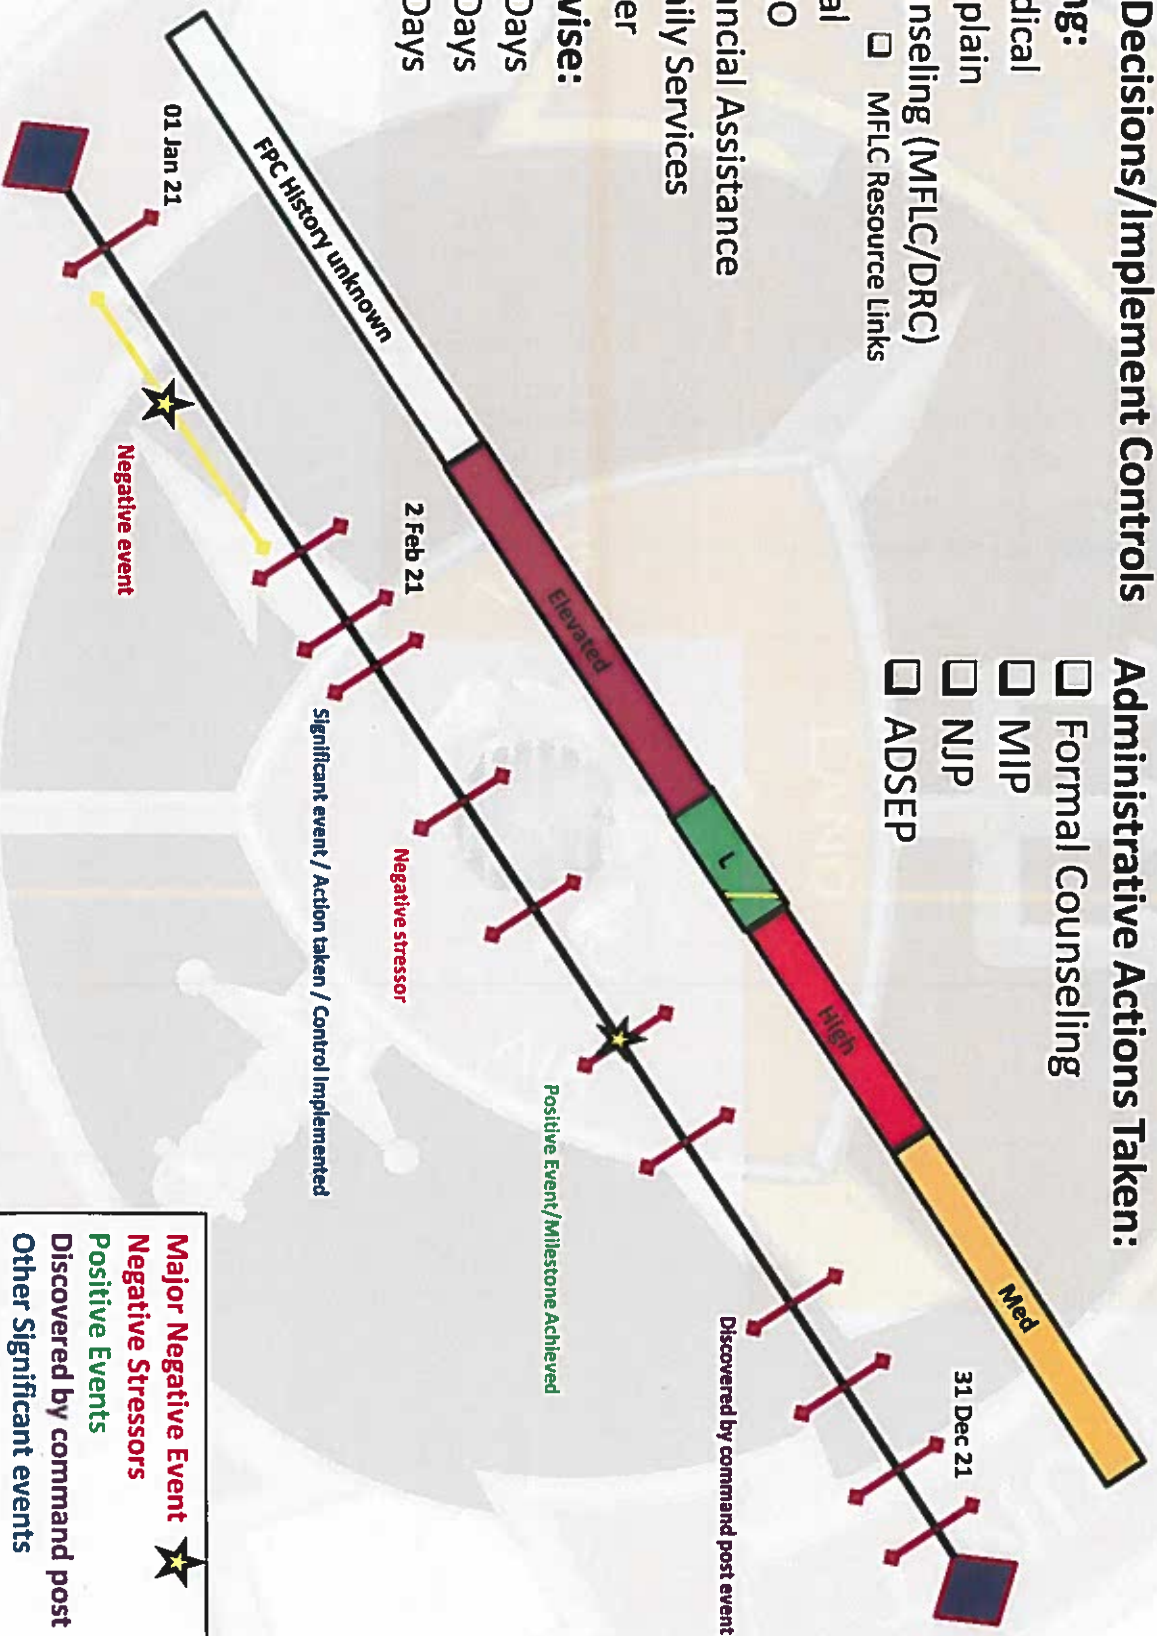 Decisions/Implement Controls
ng:
dical
plain
nseling (MFLC/DRC)
☐ MFLC Resource Links
al
O
ancial Assistance
nily Services
er
vise:
Days
Days
Days
Administrative Actions Taken:
☐ Formal Counseling
☐ MIP
☐ NJP
☐ ADSEP
FPC History unknown
Elevated
L
High
Med
01 Jan 21
Negative event
2 Feb 21
Significant event / Action taken / Control Implemented
Negative stressor
Positive Event/Milestone Achieved
Discovered by command post event
31 Dec 21
Major Negative Event
Negative Stressors
Positive Events
Discovered by command post
Other Significant events